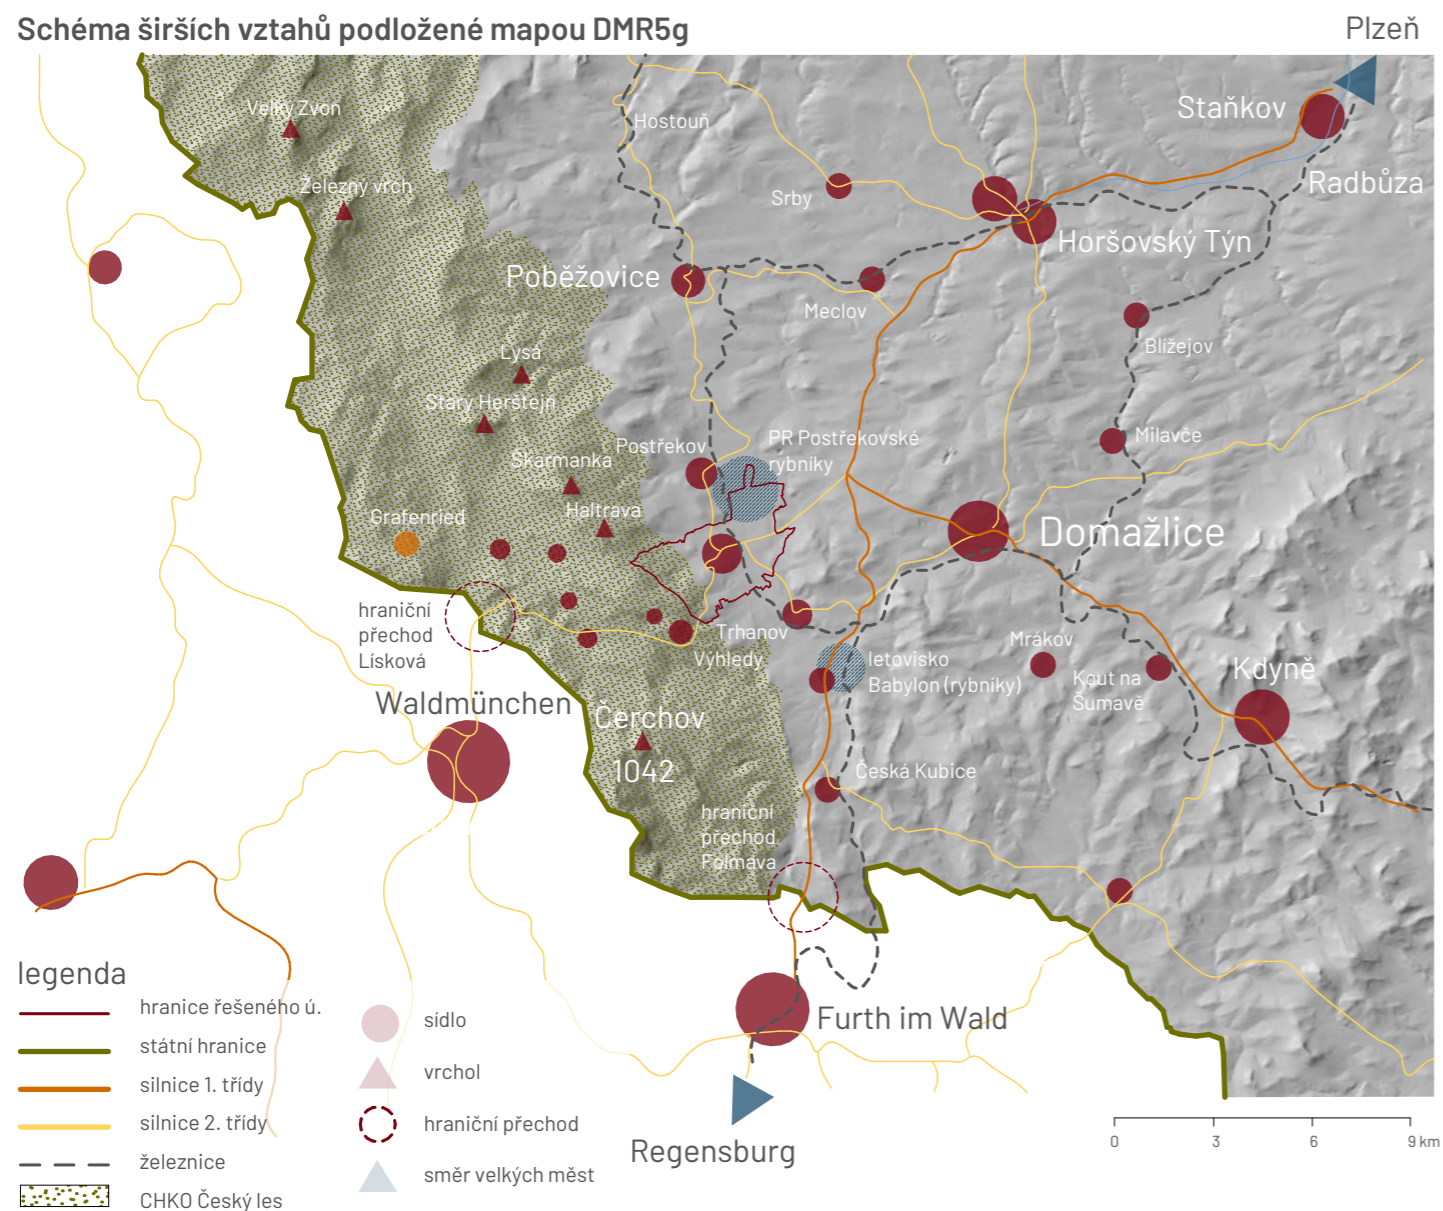 Schéma širších vztahů podložené mapou DMR5g
Plzeň
Velký Zvon
Hostouň
Staňkov
Železný vrch
Srby
Radbůza
Horšovský Týn
Poběžovice
Meclov
Blížejov
Lysá
Starý Herštejn
Postřekov
PR Postřekovské
rybníky
Milavče
Škarmanka
Haltrava
Grafenried
Domažlice
hraniční
přechod
Lísková
Trhanov
Výhledy
Mrákov
letovisko
Babylon (rybníky)
Kout na
Šumavě
Kdyně
Waldmünchen
Čerchov
1042
Česká Kubice
hraniční
přechod
Folmava
Furth im Wald
Regensburg
legenda
hranice řešeného ú.
státní hranice
silnice 1. třídy
silnice 2. třídy
železnice
CHKO Český les
sídlo
vrchol
hraniční přechod
směr velkých měst
0 3 6 9 km